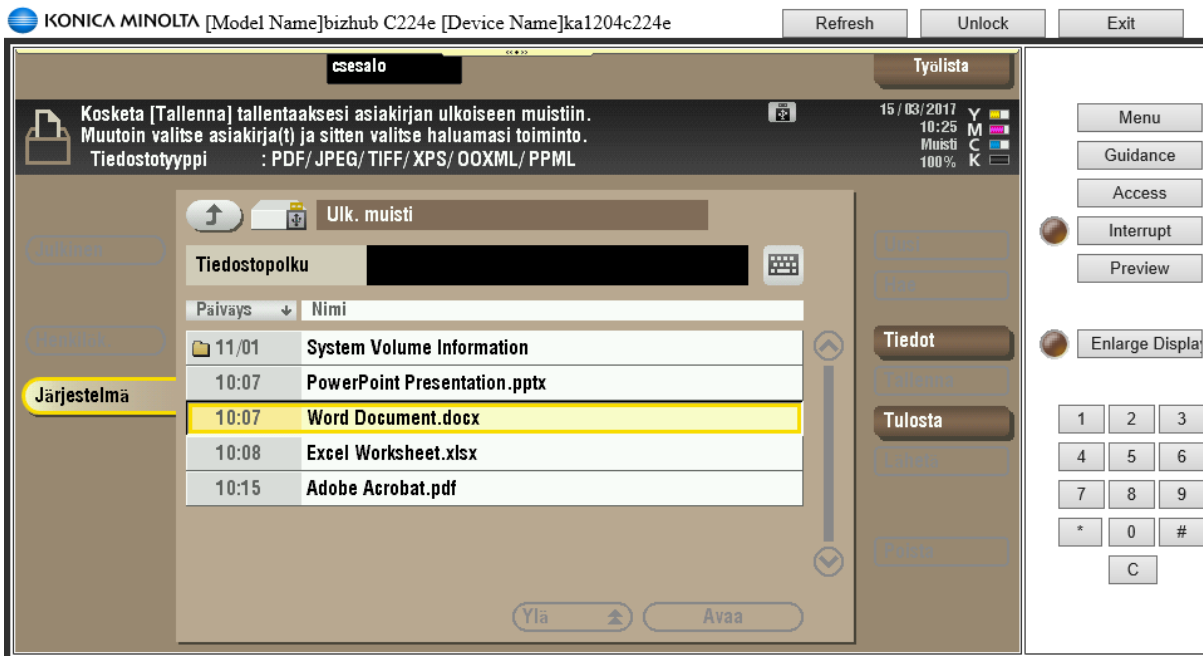 KONICA MINOLTA [Model Name]bizhub C224e [Device Name]ka1204c224e
Refresh
Unlock
Exit
csesalo
Työlista
Kosketa [Tallenna] tallentaaksesi asiakirjan ulkoiseen muistiin.
Muutoin valitse asiakirja(t) ja sitten valitse haluamasi toiminto.
Tiedostotyyppi : PDF/JPEG/TIFF/XPS/OOXML/PPML
15/03/2017
10:25
Muisti
100%
Y
M
C
K
Menu
Guidance
Access
Interrupt
Preview
Enlarge Display
Ulk. muisti
Tiedostopolku
Päiväys Nimi
11/01 System Volume Information
10:07 PowerPoint Presentation.pptx
10:07 Word Document.docx
10:08 Excel Worksheet.xlsx
10:15 Adobe Acrobat.pdf
Järjestelmä
Tiedot
Tulosta
Ylä
Avaa
1 2 3
4 5 6
7 8 9
* 0 #
C